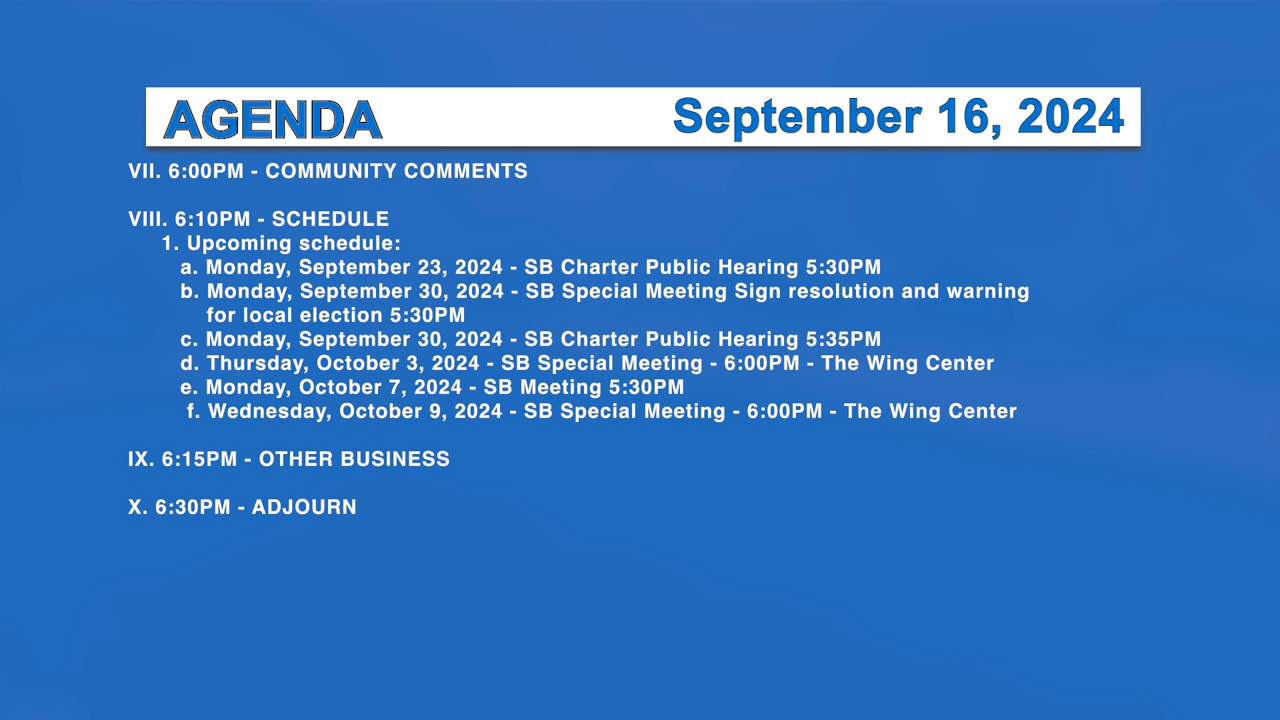 AGENDA
September 16, 2024
VII. 6:00PM - COMMUNITY COMMENTS
VIII. 6:10PM - SCHEDULE
1. Upcoming schedule:
a. Monday, September 23, 2024 - SB Charter Public Hearing 5:30PM
b. Monday, September 30, 2024 - SB Special Meeting Sign resolution and warning
for local election 5:30PM
c. Monday, September 30, 2024 - SB Charter Public Hearing 5:35PM
d. Thursday, October 3, 2024 - SB Special Meeting - 6:00PM - The Wing Center
e. Monday, October 7, 2024 - SB Meeting 5:30PM
f. Wednesday, October 9, 2024 - SB Special Meeting - 6:00PM - The Wing Center
IX. 6:15PM - OTHER BUSINESS
X. 6:30PM - ADJOURN